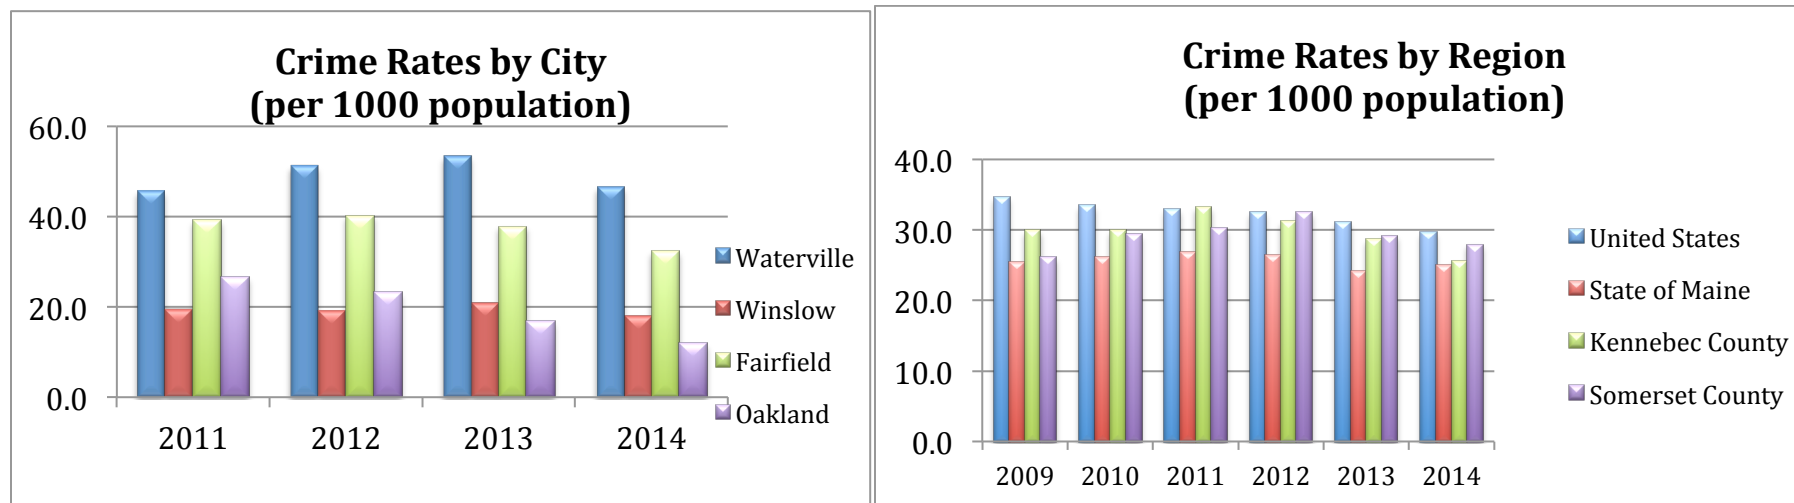 Crime Rates by City
(per 1000 population)
60.0
40.0
20.0
0.0
2011 2012 2013 2014
Waterville
Winslow
Fairfield
Oakland
Crime Rates by Region
(per 1000 population)
40.0
30.0
20.0
10.0
0.0
2009 2010 2011 2012 2013 2014
United States
State of Maine
Kennebec County
Somerset County